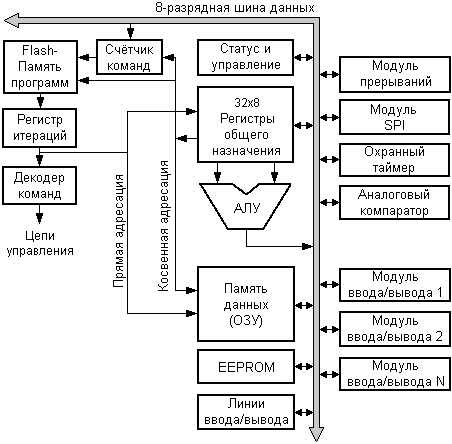 8-разрядная шина данных
Flash-
Память
программ
Счётчик
команд
Статус и
управление
Модуль
прерываний
Регистр
итераций
32x8
Регистры
общего
назначения
Модуль
SPI
Декодер
команд
Охранный
таймер
Цепи
управления
АЛУ
Аналоговый
компаратор
Прямая адресация
Косвенная адресация
Память
данных
(ОЗУ)
Модуль
ввода/вывода 1
Модуль
ввода/вывода 2
EEPROM
Модуль
ввода/вывода N
Линии
ввода/вывода